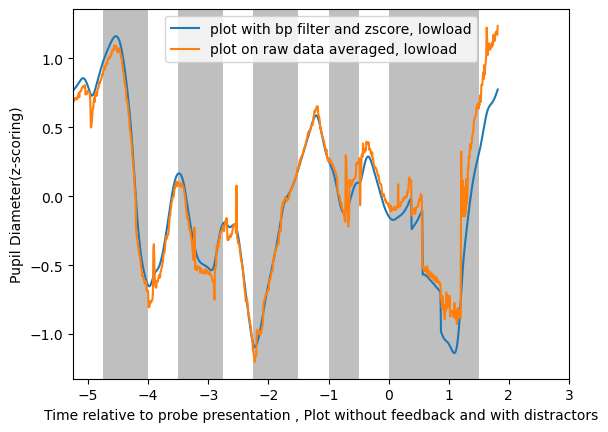 plot with bp filter and zscore, lowload
plot on raw data averaged, lowload
1.0
0.5
0.0
−0.5
−1.0
Pupil Diameter(z-scoring)
−5 −4 −3 −2 −1 0 1 2 3
Time relative to probe presentation , Plot without feedback and with distractors